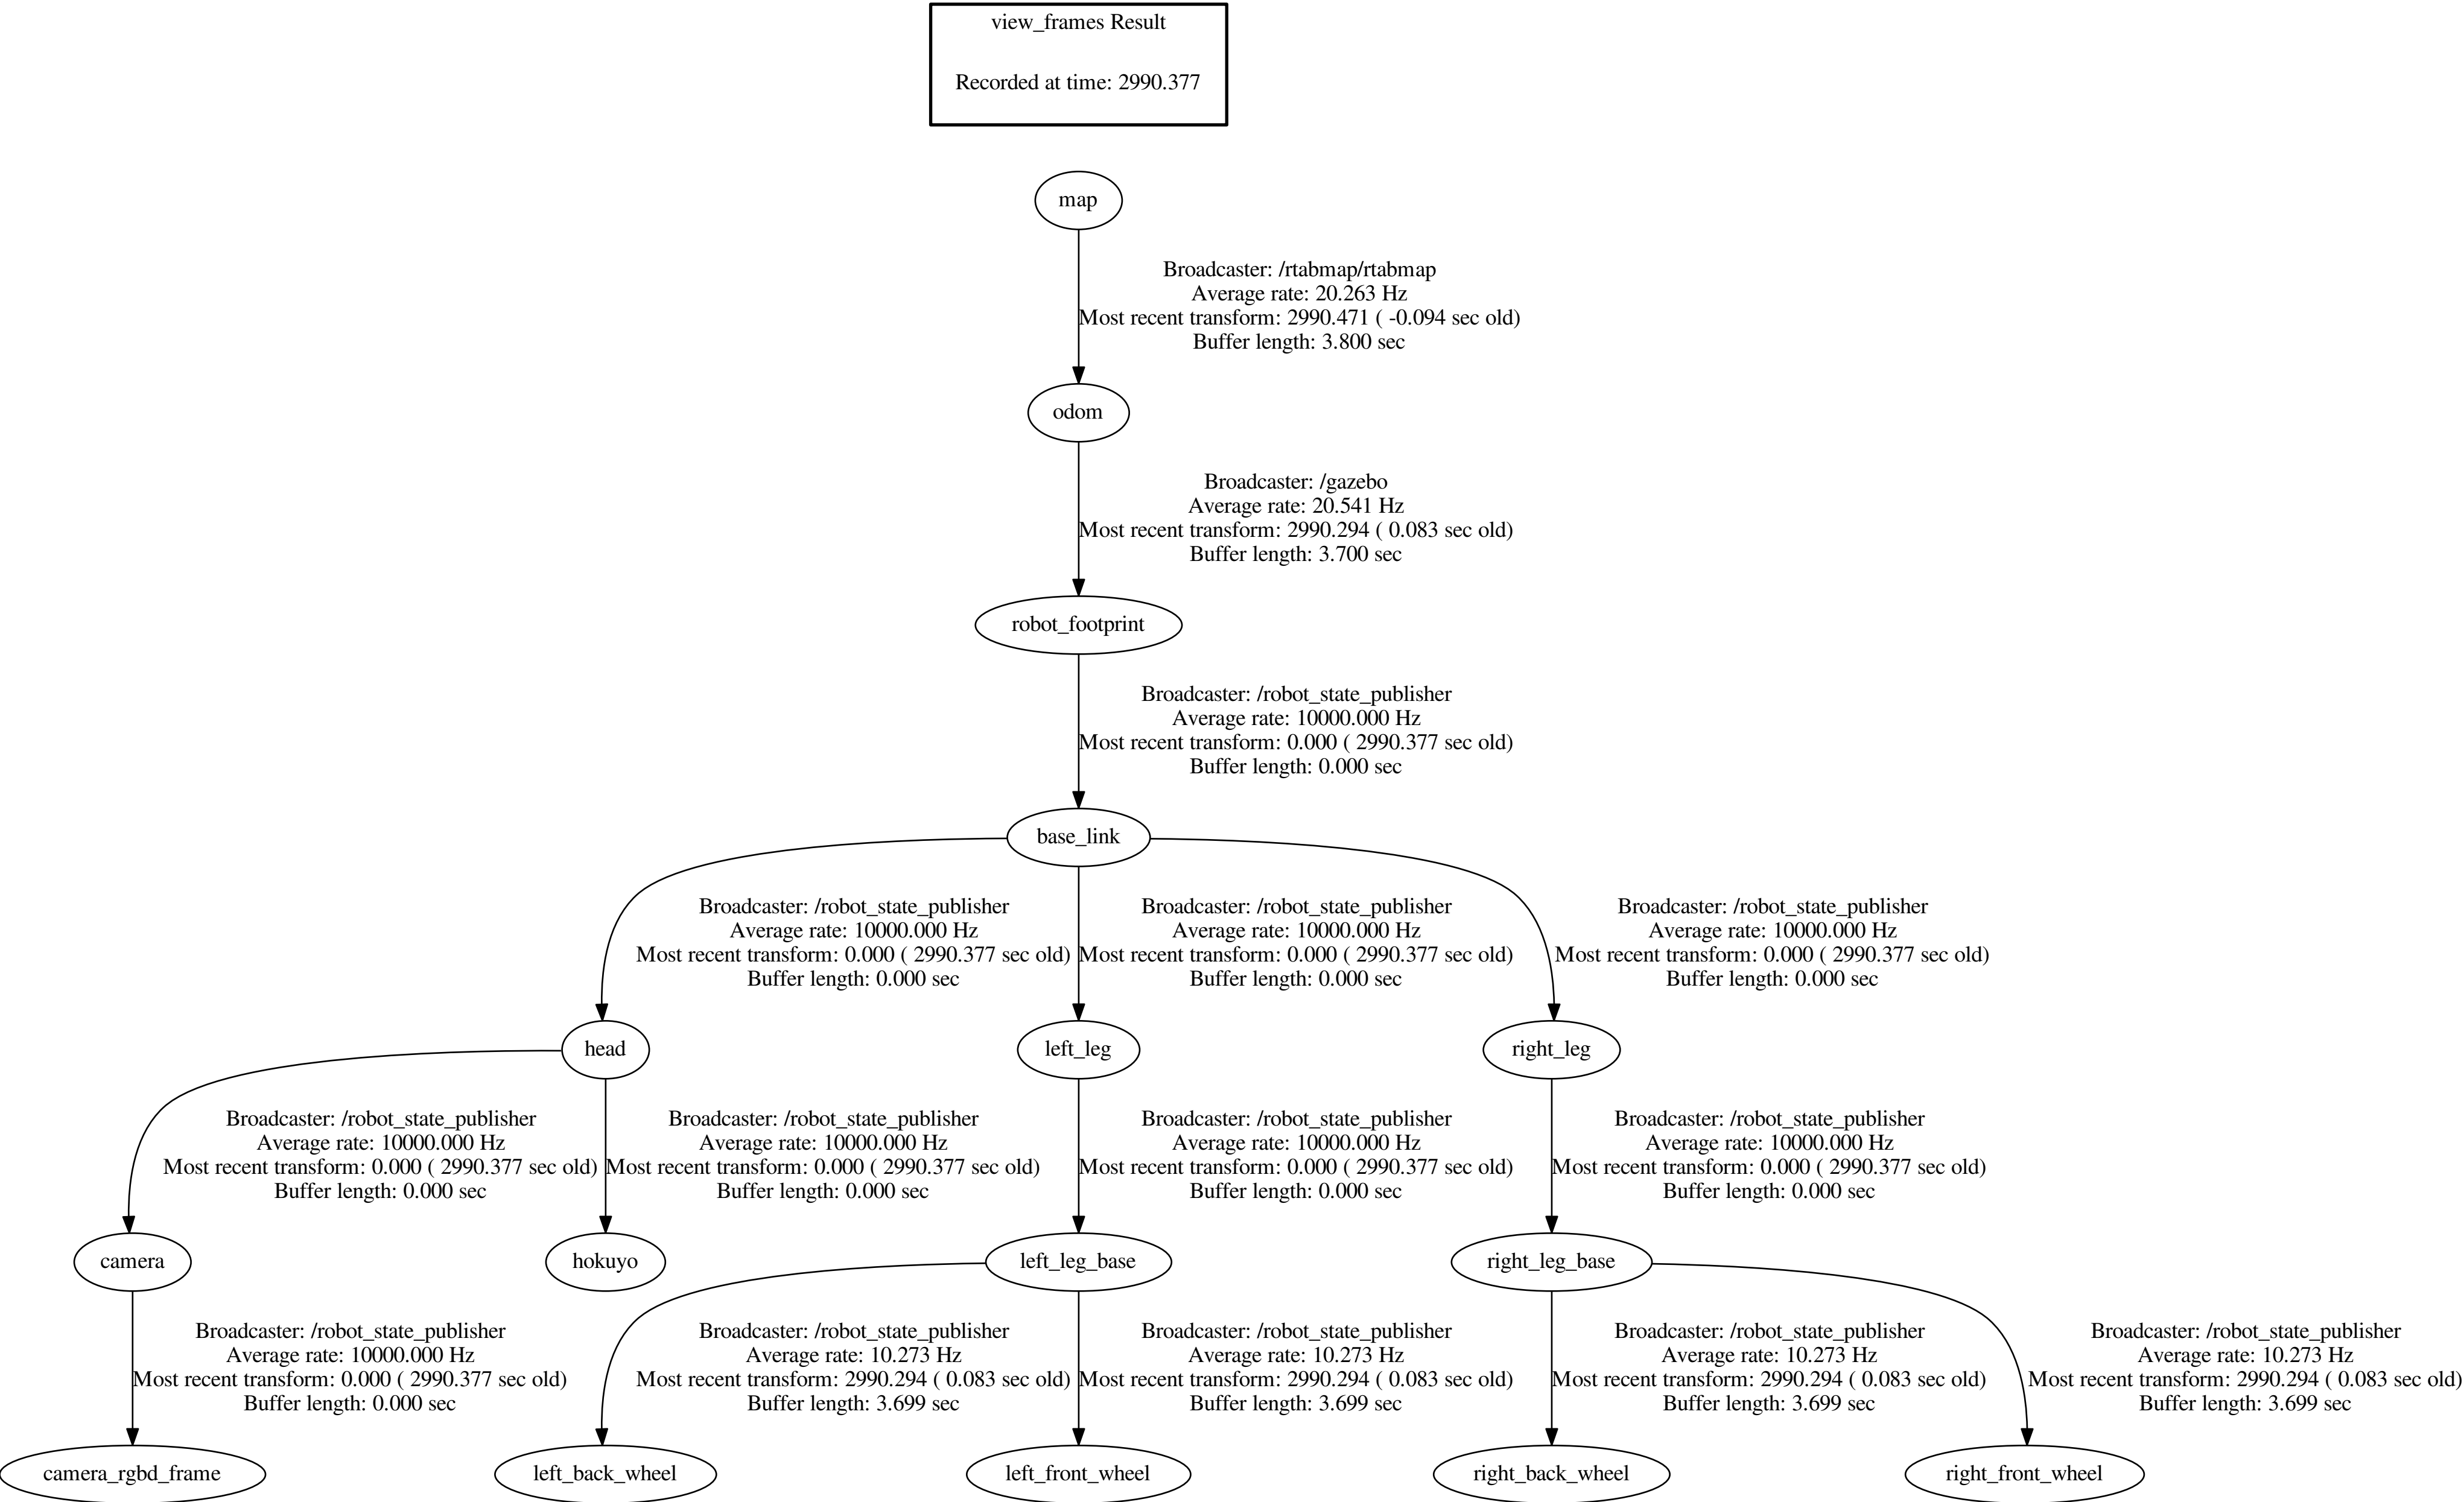 view_frames Result
Recorded at time: 2990.377
map
Broadcaster: /rtabmap/rtabmap
Average rate: 20.263 Hz
Most recent transform: 2990.471 ( -0.094 sec old)
Buffer length: 3.800 sec
odom
Broadcaster: /gazebo
Average rate: 20.541 Hz
Most recent transform: 2990.294 ( 0.083 sec old)
Buffer length: 3.700 sec
robot_footprint
Broadcaster: /robot_state_publisher
Average rate: 10000.000 Hz
Most recent transform: 0.000 ( 2990.377 sec old)
Buffer length: 0.000 sec
base_link
Broadcaster: /robot_state_publisher
Average rate: 10000.000 Hz
Most recent transform: 0.000 ( 2990.377 sec old)
Buffer length: 0.000 sec
Broadcaster: /robot_state_publisher
Average rate: 10000.000 Hz
Most recent transform: 0.000 ( 2990.377 sec old)
Buffer length: 0.000 sec
Broadcaster: /robot_state_publisher
Average rate: 10000.000 Hz
Most recent transform: 0.000 ( 2990.377 sec old)
Buffer length: 0.000 sec
head
left_leg
right_leg
Broadcaster: /robot_state_publisher
Average rate: 10000.000 Hz
Most recent transform: 0.000 ( 2990.377 sec old)
Buffer length: 0.000 sec
Broadcaster: /robot_state_publisher
Average rate: 10000.000 Hz
Most recent transform: 0.000 ( 2990.377 sec old)
Buffer length: 0.000 sec
Broadcaster: /robot_state_publisher
Average rate: 10000.000 Hz
Most recent transform: 0.000 ( 2990.377 sec old)
Buffer length: 0.000 sec
Broadcaster: /robot_state_publisher
Average rate: 10000.000 Hz
Most recent transform: 0.000 ( 2990.377 sec old)
Buffer length: 0.000 sec
camera
hokuyo
left_leg_base
right_leg_base
Broadcaster: /robot_state_publisher
Average rate: 10000.000 Hz
Most recent transform: 0.000 ( 2990.377 sec old)
Buffer length: 0.000 sec
Broadcaster: /robot_state_publisher
Average rate: 10.273 Hz
Most recent transform: 2990.294 ( 0.083 sec old)
Buffer length: 3.699 sec
Broadcaster: /robot_state_publisher
Average rate: 10.273 Hz
Most recent transform: 2990.294 ( 0.083 sec old)
Buffer length: 3.699 sec
Broadcaster: /robot_state_publisher
Average rate: 10.273 Hz
Most recent transform: 2990.294 ( 0.083 sec old)
Buffer length: 3.699 sec
Broadcaster: /robot_state_publisher
Average rate: 10.273 Hz
Most recent transform: 2990.294 ( 0.083 sec old)
Buffer length: 3.699 sec
camera_rgbd_frame
left_back_wheel
left_front_wheel
right_back_wheel
right_front_wheel